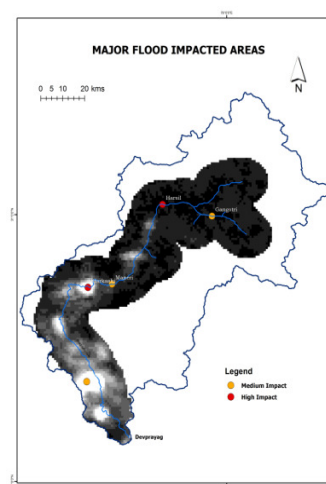 MAJOR FLOOD IMPACTED AREAS
0 5 10 20 kms
N
Harsil
Gangotri
Maneri
Legend
Medium Impact
High Impact
Devprayag